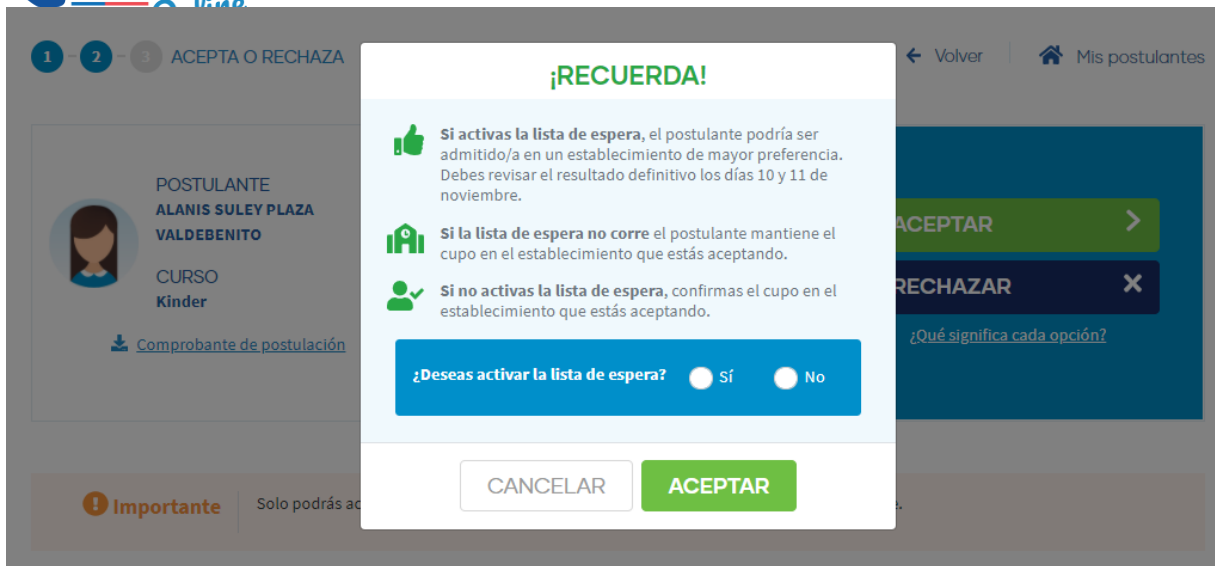 línea
1 - 2 - 3 ACEPTA O RECHAZA
Volver
Mis postulantes
POSTULANTE
ALANIS SULEY PLAZA
VALDEBENITO
CURSO
Kinder
Comprobante de postulación
¡RECUERDA!
Si activas la lista de espera, el postulante podría ser
admitido/a en un establecimiento de mayor preferencia.
Debes revisar el resultado definitivo los días 10 y 11 de
noviembre.
Si la lista de espera no corre el postulante mantiene el
cupo en el establecimiento que estás aceptando.
Si no activas la lista de espera, confirmas el cupo en el
establecimiento que estás aceptando.
¿Deseas activar la lista de espera? Sí No
CANCELAR ACEPTAR
ACEPTAR
RECHAZAR
¿Qué significa cada opción?
Importante
Solo podrás